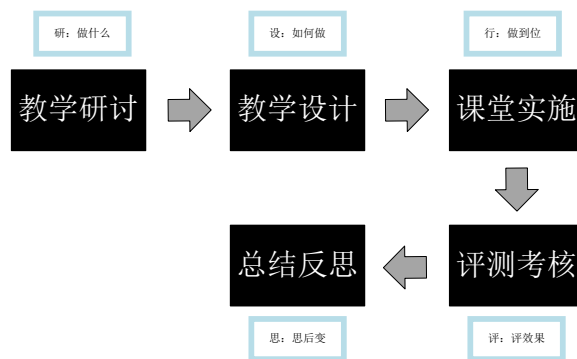 研：做什么
设：如何做
行：做到位
教学研讨
教学设计
课堂实施
总结反思
评测考核
思：思后变
评：评效果